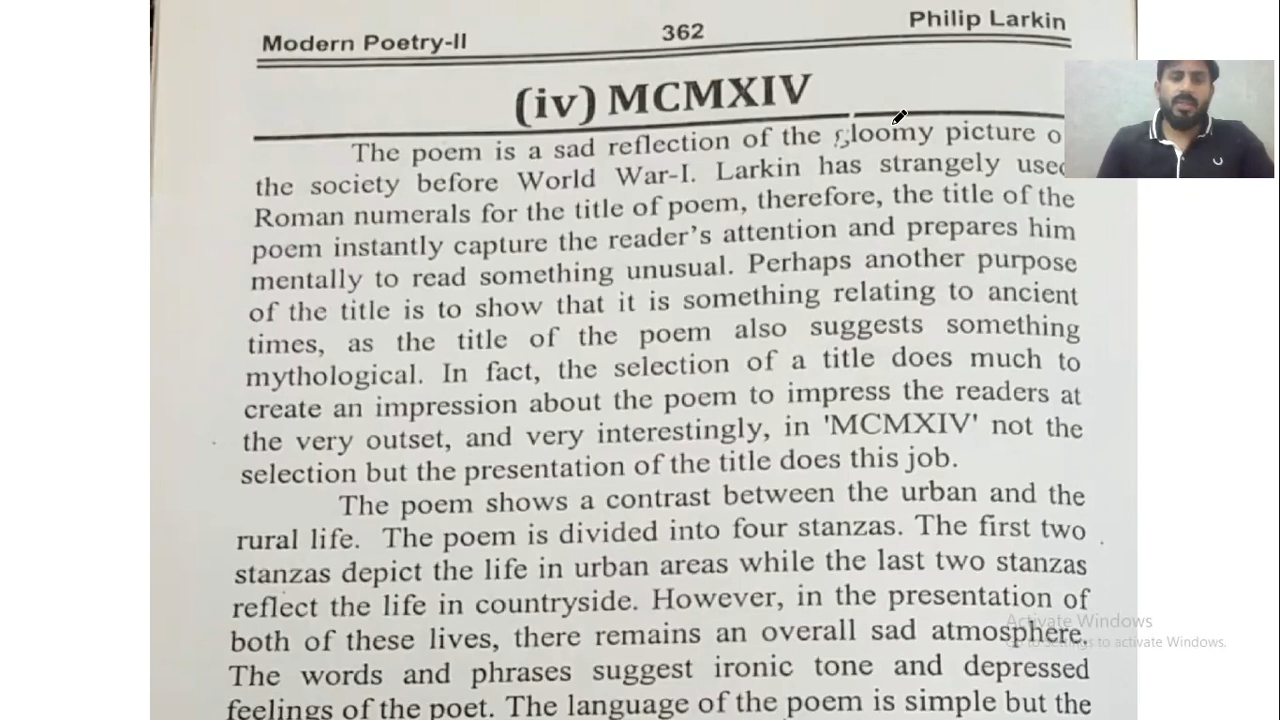 Modern Poetry-II 362 Philip Larkin
(iv) MCMXIV
The poem is a sad reflection of the gloomy picture o
the society before World War-I. Larkin has strangely used
Roman numerals for the title of poem, therefore, the title of the
poem instantly capture the reader's attention and prepares him
mentally to read something unusual. Perhaps another purpose
of the title is to show that it is something relating to ancient
times, as the title of the poem also suggests something
mythological. In fact, the selection of a title does much to
create an impression about the poem to impress the readers at
the very outset, and very interestingly, in 'MCMXIV' not the
selection but the presentation of the title does this job.
The poem shows a contrast between the urban and the
rural life. The poem is divided into four stanzas. The first two
stanzas depict the life in urban areas while the last two stanzas
reflect the life in countryside. However, in the presentation of
both of these lives, there remains an overall sad atmosphere.
The words and phrases suggest ironic tone and depressed
feelings of the poet. The language of the poem is simple but the
Activate Windows
Go to Settings to activate Windows.